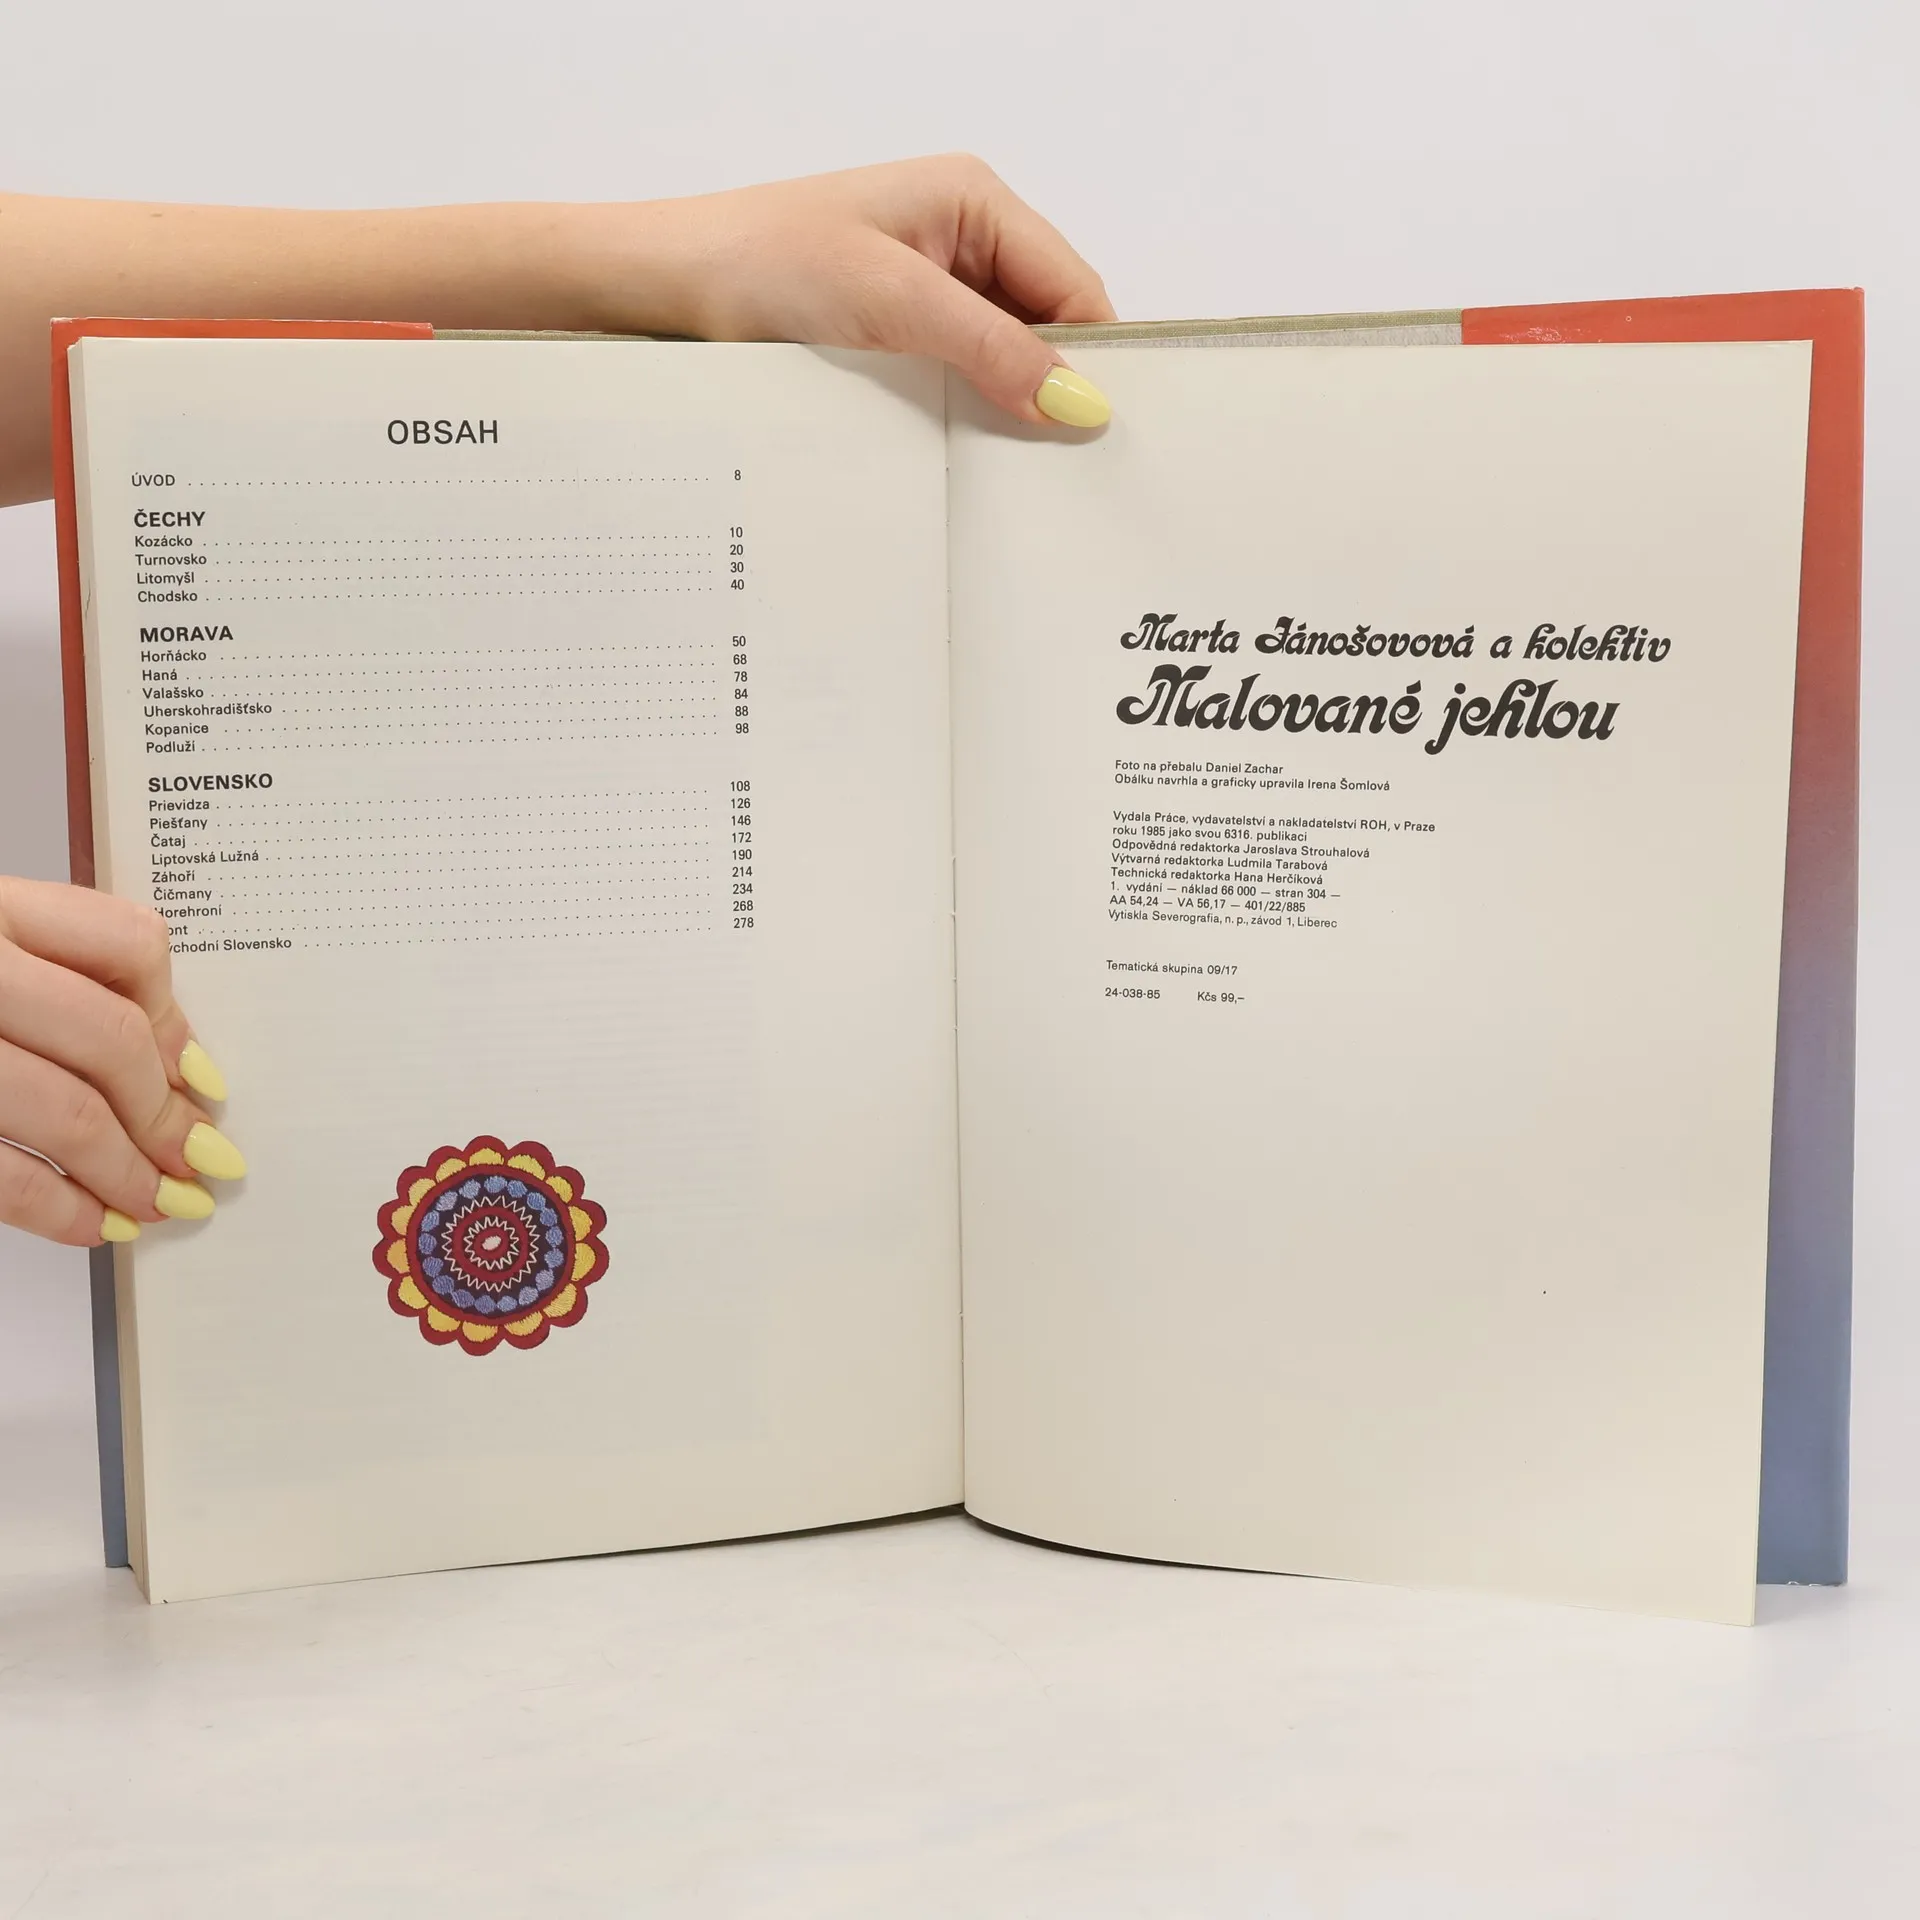 OBSAH
ÚVOD . . . . . . . . . . . . . . . . . . . . 8
ČECHY
Kozácko . . . . . . . . . . . . . . . . . . . . 10
Turnovsko . . . . . . . . . . . . . . . . . . . . 20
Litomyšl . . . . . . . . . . . . . . . . . . . . 30
Chodsko . . . . . . . . . . . . . . . . . . . . 40
MORAVA
Horňácko . . . . . . . . . . . . . . . . . . . . 50
Haná . . . . . . . . . . . . . . . . . . . . 68
Valašsko . . . . . . . . . . . . . . . . . . . . 78
Uherskohradišťsko . . . . . . . . . . . . . . . . . . . . 84
Kopanice . . . . . . . . . . . . . . . . . . . . 88
Podluží . . . . . . . . . . . . . . . . . . . . 98
SLOVENSKO
Prievidza . . . . . . . . . . . . . . . . . . . . 108
Piešťany . . . . . . . . . . . . . . . . . . . . 126
Čataj . . . . . . . . . . . . . . . . . . . . 146
Liptovská Lužná . . . . . . . . . . . . . . . . . . . . 172
Záhoří . . . . . . . . . . . . . . . . . . . . 190
Čičmany . . . . . . . . . . . . . . . . . . . . 214
Horehroní . . . . . . . . . . . . . . . . . . . . 234
ont . . . . . . . . . . . . . . . . . . . . 268
ýchodní Slovensko . . . . . . . . . . . . . . . . . . . . 278
Marta Jánošovová a kolektiv
Malované jehlou
Foto na přebalu Daniel Zachar
Obálku navrhla a graficky upravila Irena Šomlová
Vydala Práce, vydavatelství a nakladatelství ROH, v Praze
roku 1985 jako svou 6316. publikaci
Odpovědná redaktorka Jaroslava Strouhalová
Výtvarná redaktorka Ludmila Tarabová
Technická redaktorka Hana Herčíková
1. vydání — náklad 66 000 — stran 304 —
AA 54,24 — VA 56,17 — 401/22/885
Vytiskla Severografia, n. p., závod 1, Liberec
Tematická skupina 09/17
24-038-85 Kčs 99,–